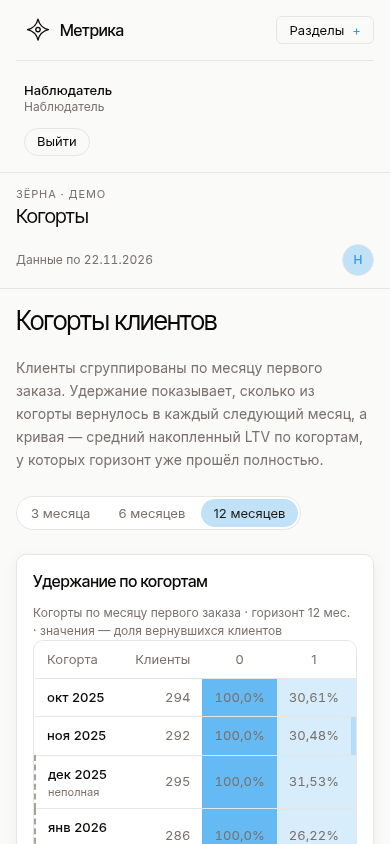 Метрика
Разделы +
Наблюдатель
Наблюдатель
Выйти
ЗЁРНА · ДЕМО
Когорты
Данные по 22.11.2026
Н
Когорты клиентов
Клиенты сгруппированы по месяцу первого
заказа. Удержание показывает, сколько из
когорты вернулось в каждый следующий месяц, а
кривая — средний накопленный LTV по когортам,
у которых горизонт уже прошёл полностью.
3 месяца 6 месяцев 12 месяцев
Удержание по когортам
Когорты по месяцу первого заказа · горизонт 12 мес.
· значения — доля вернувшихся клиентов
Когорта Клиенты 0 1
окт 2025 294 100,0% 30,61%
ноя 2025 292 100,0% 30,48%
дек 2025 295 100,0% 31,53%
неполная
янв 2026 286 100,0% 26,22%